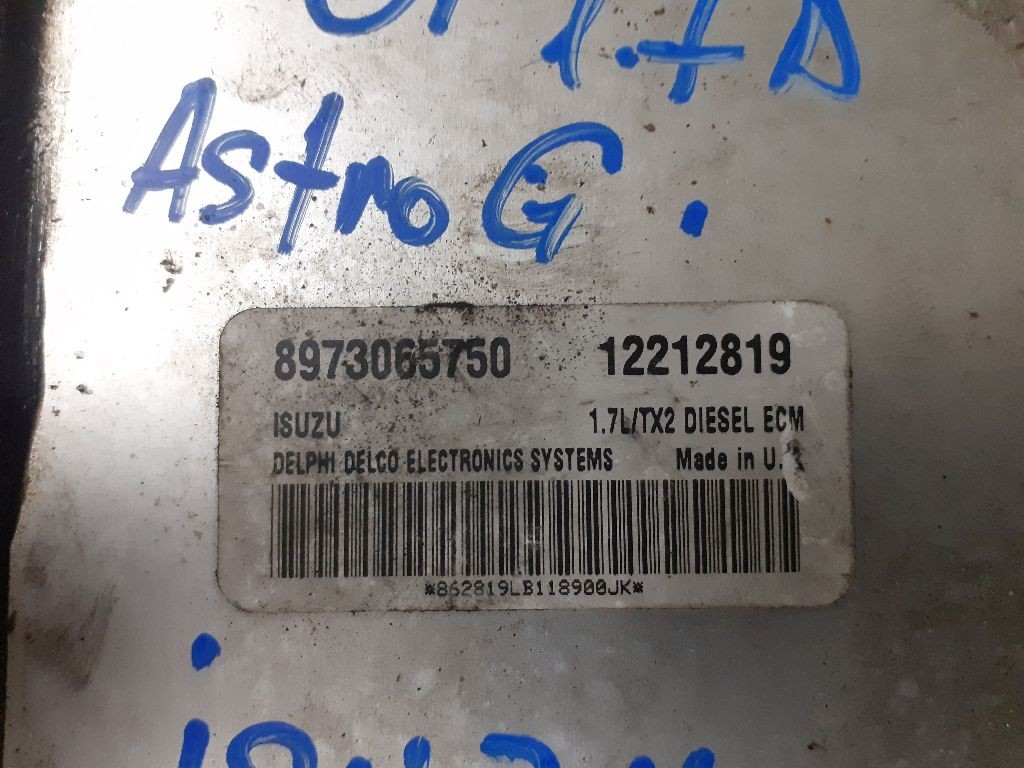 1.7D
Astro G.
8973065750 12212819
ISUZU 1.7L/TX2 DIESEL ECM
DELPHI DELCO ELECTRONICS SYSTEMS Made in U.
*862819LB118900JK*